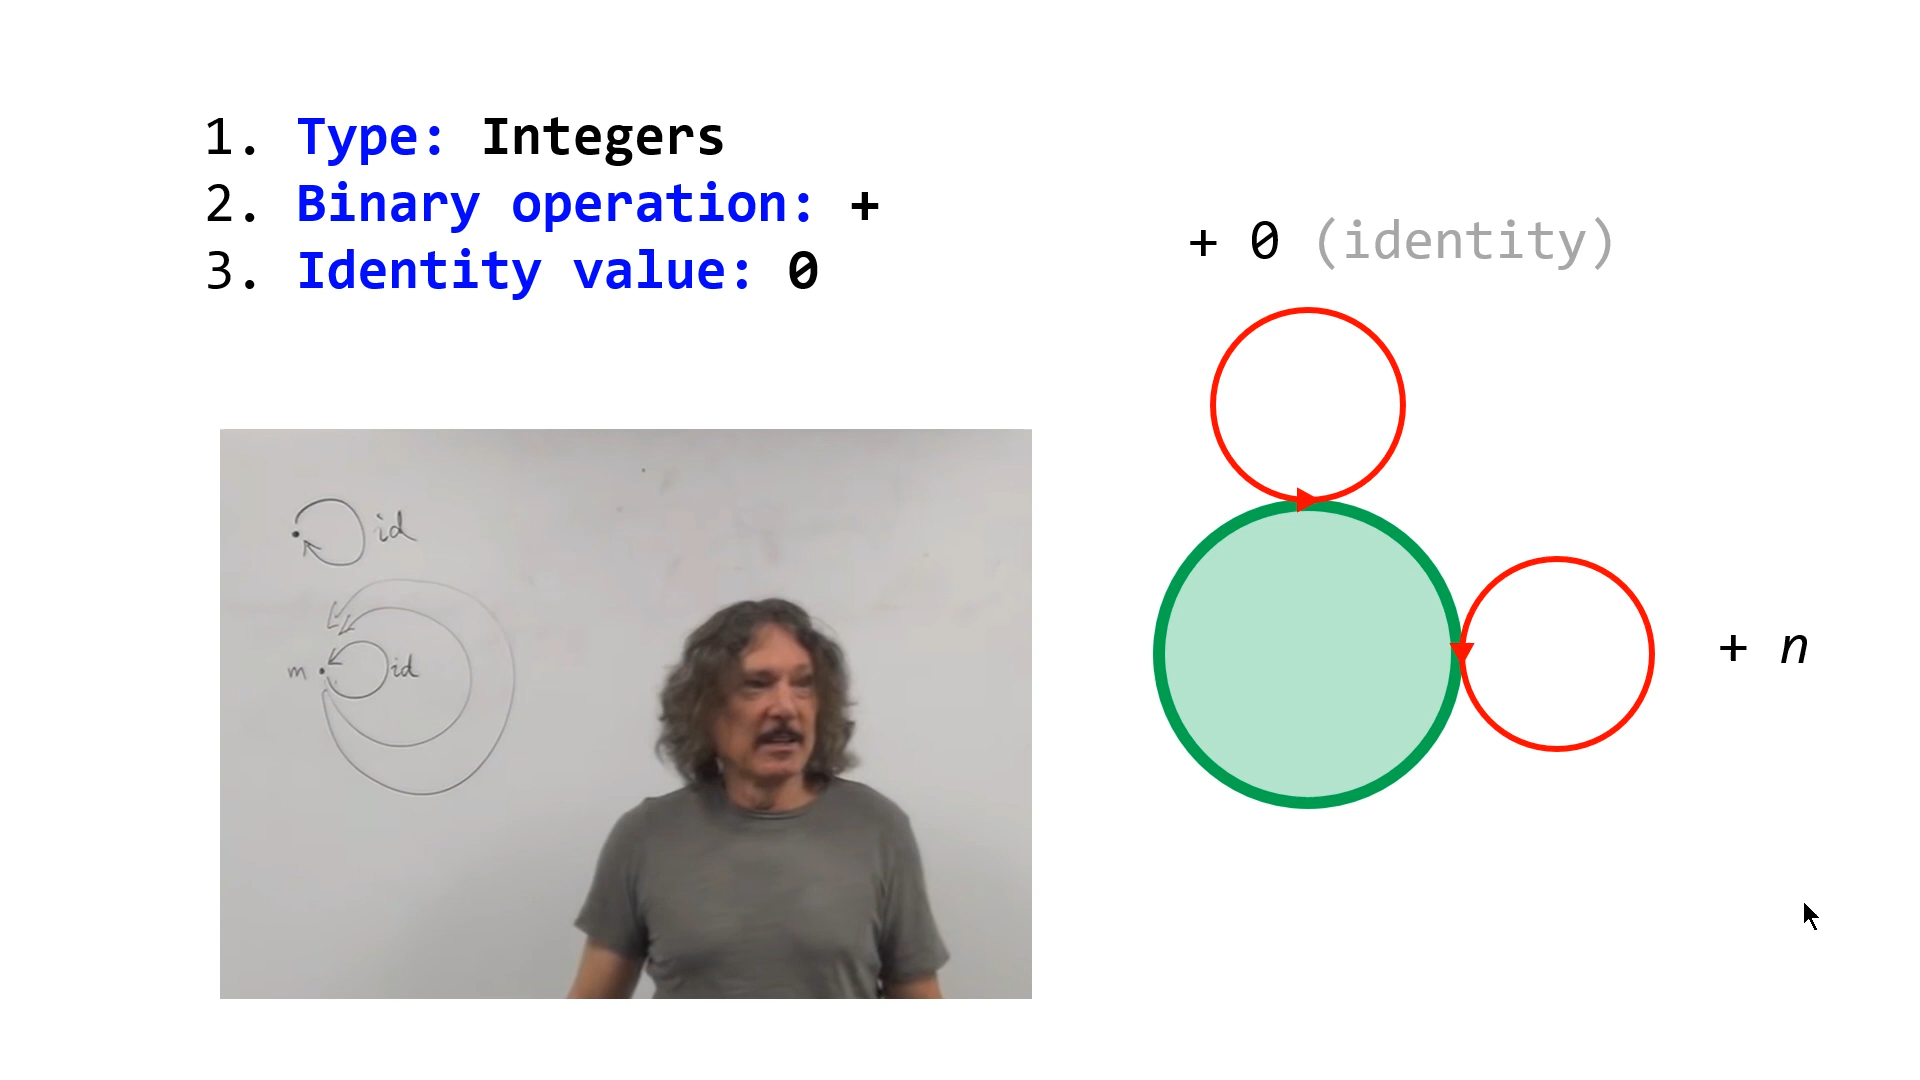 1. Type: Integers
2. Binary operation: +
3. Identity value: 0
+ 0 (identity)
+ n
id
m
id